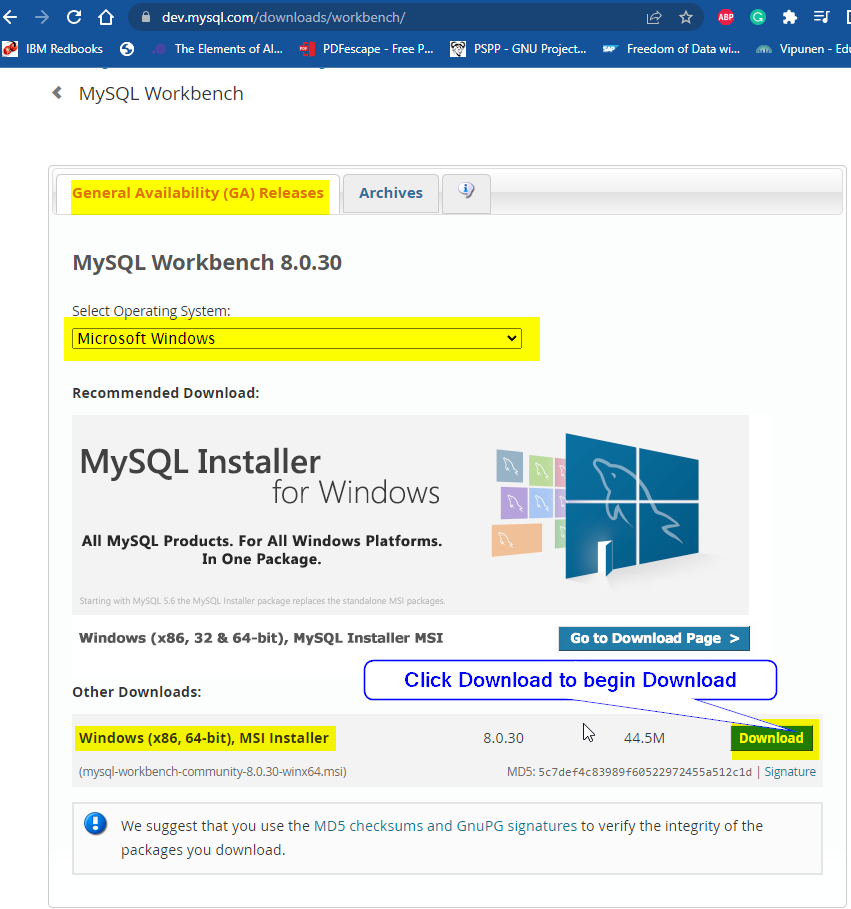 dev.mysql.com/downloads/workbench/
ABP
G
IBM Redbooks
The Elements of AI...
PDFescape - Free P...
PSPP - GNU Project...
SAP
Freedom of Data wi...
Vipunen - Edu
MySQL Workbench
General Availability (GA) Releases
Archives
MySQL Workbench 8.0.30
Select Operating System:
Microsoft Windows
Recommended Download:
MySQL Installer
for Windows
All MySQL Products. For All Windows Platforms.
In One Package.
Starting with MySQL 5.6 the MySQL Installer package replaces the standalone MSI packages.
Windows (x86, 32 & 64-bit), MySQL Installer MSI
Go to Download Page >
Click Download to begin Download
Other Downloads:
Windows (x86, 64-bit), MSI Installer
8.0.30
44.5M
Download
(mysql-workbench-community-8.0.30-winx64.msi)
MD5: 5c7def4c83989f60522972455a512c1d | Signature
We suggest that you use the MD5 checksums and GnuPG signatures to verify the integrity of the
packages you download.